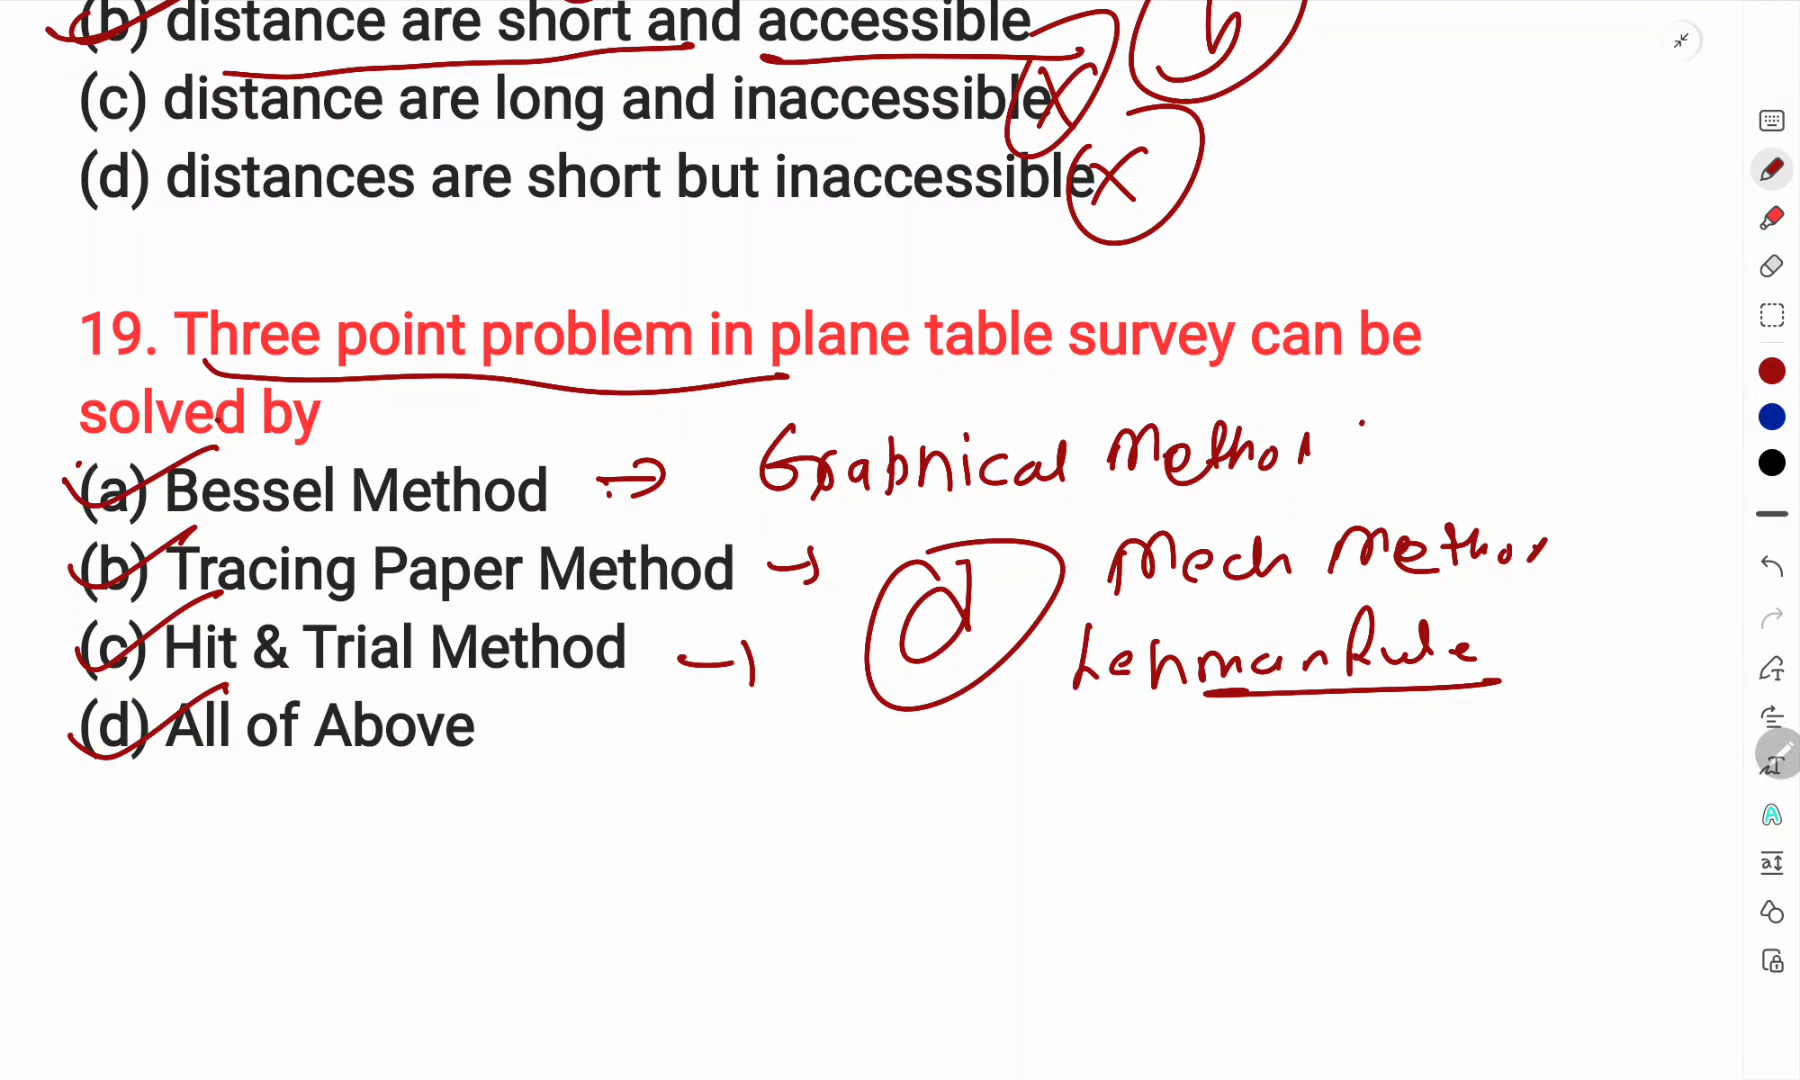 (b) distance are short and accessible
b
(c) distance are long and inaccessible x
(d) distances are short but inaccessible x
19. Three point problem in plane table survey can be
solved by
(a) Bessel Method → Graphical Method
(b) Tracing Paper Method → Mech Method
d
(c) Hit & Trial Method → Lehman Rule
(d) All of Above